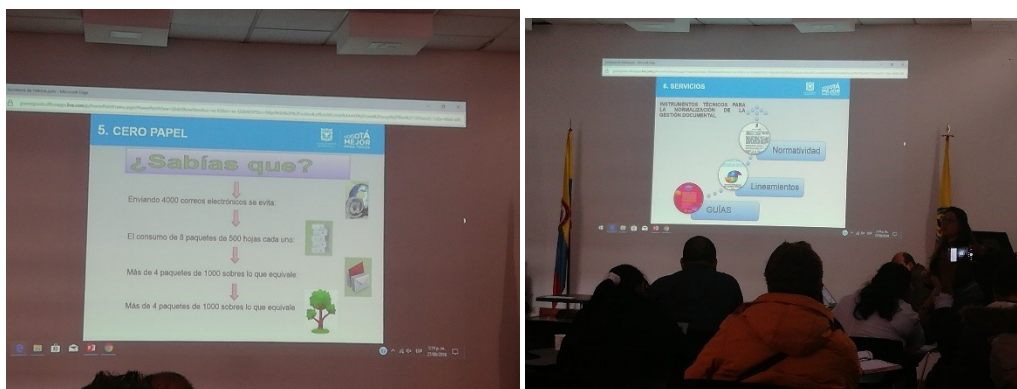 5. CERO PAPEL
BOGOTÁ
MEJOR
PARA TODOS
¿Sabías que?
Enviando 4000 correos electrónicos se evita:
El consumo de 8 paquetes de 500 hojas cada uno:
Más de 4 paquetes de 1000 sobres lo que equivale:
Más de 4 paquetes de 1000 sobres lo que equivale
6. SERVICIOS
BOGOTÁ
MEJOR
INSTRUMENTOS TÉCNICOS PARA
LA NORMALIZACIÓN DE LA
GESTIÓN DOCUMENTAL
Normatividad
Lineamientos
GUÍAS